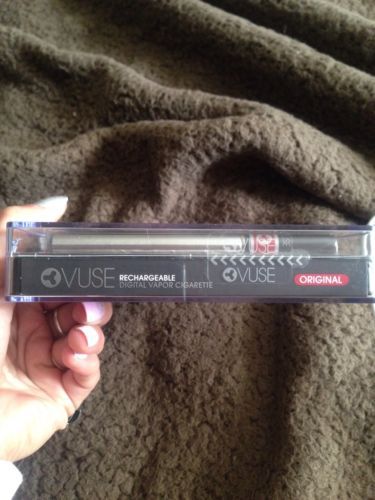 VUSE
VUSE RECHARGEABLE
DIGITAL VAPOR CIGARETTE
VUSE
ORIGINAL